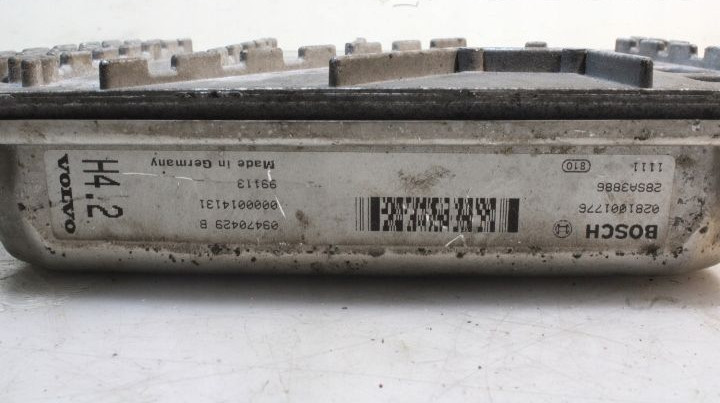 BOSCH
0281001776
28SA3886
1111 810
09470429 B
0000014131
99113
Made in Germany
H4.2
VOLVO